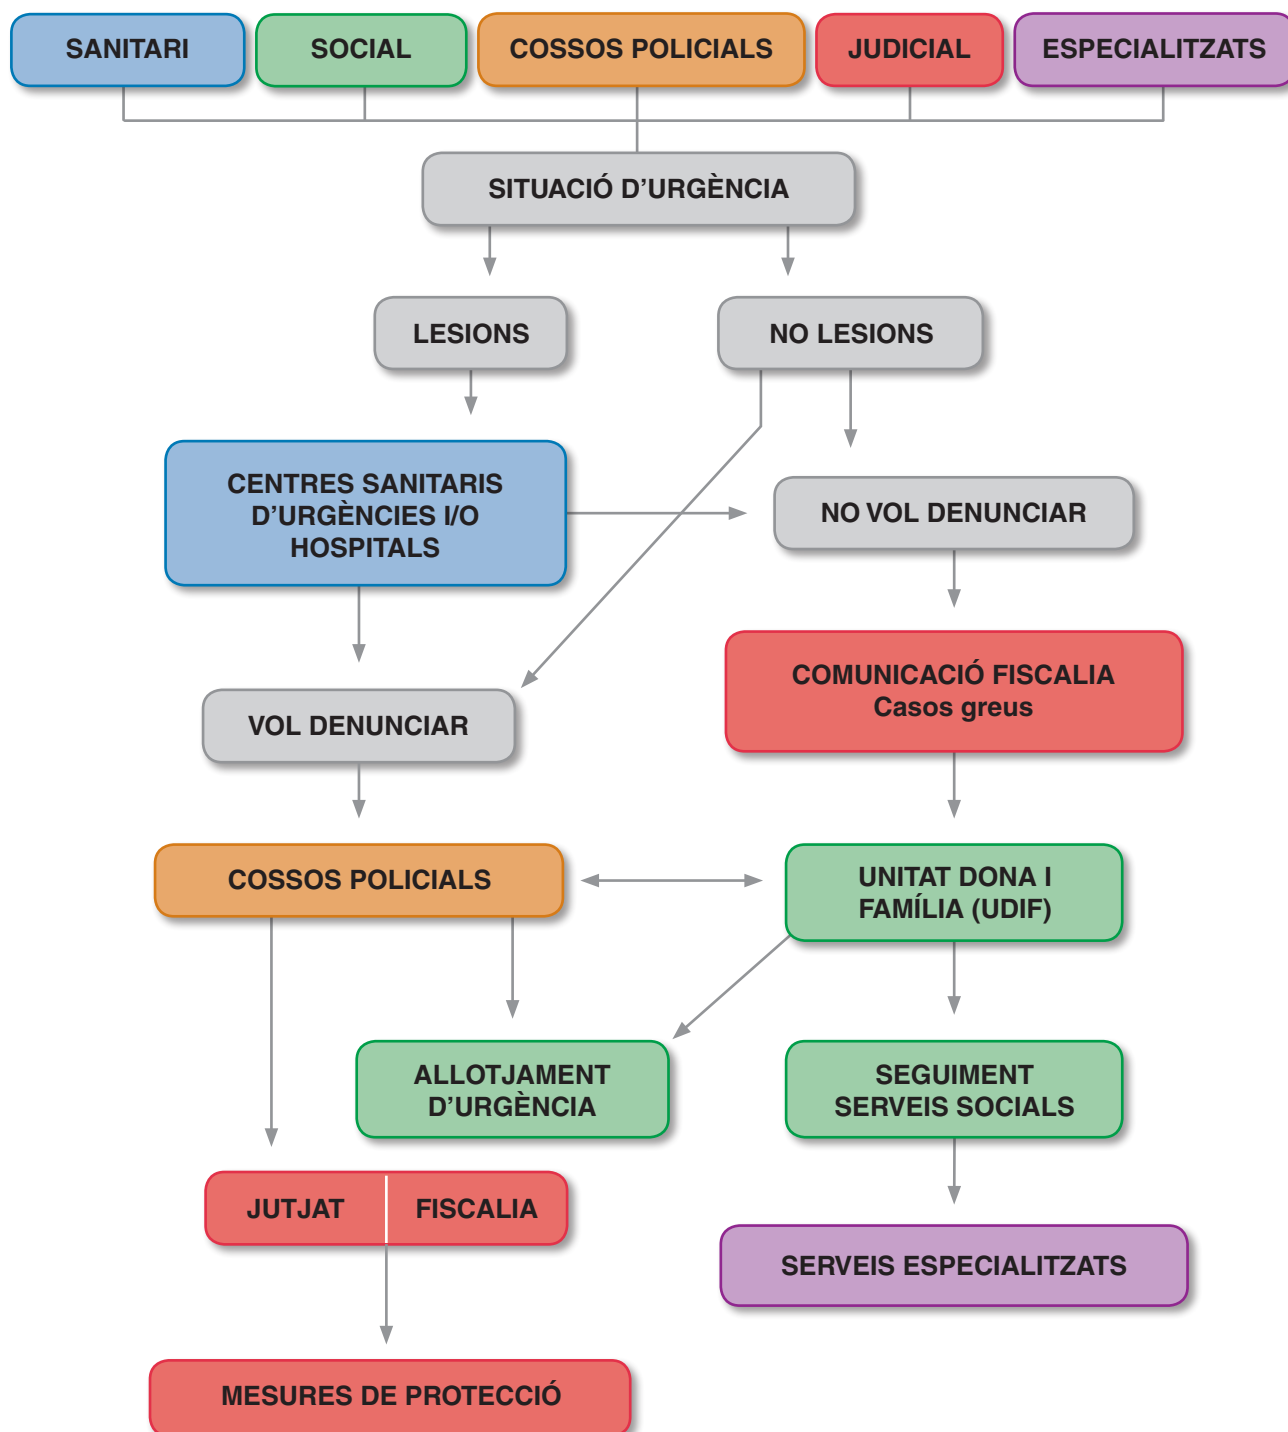 SANITARI
SOCIAL
COSSOS POLICIALS
JUDICIAL
ESPECIALITZATS
SITUACIÓ D’URGÈNCIA
LESIONS
NO LESIONS
CENTRES SANITARIS
D’URGÈNCIES I/O
HOSPITALS
NO VOL DENUNCIAR
COMUNICACIÓ FISCALIA
Casos greus
VOL DENUNCIAR
COSSOS POLICIALS
UNITAT DONA I
FAMÍLIA (UDIF)
ALLOTJAMENT
D’URGÈNCIA
SEGUIMENT
SERVEIS SOCIALS
JUTJAT
FISCALIA
SERVEIS ESPECIALITZATS
MESURES DE PROTECCIÓ